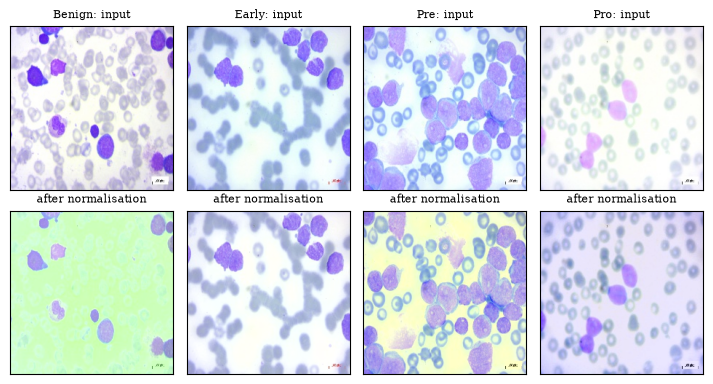 Benign: input
Early: input
Pre: input
Pro: input
after normalisation
after normalisation
after normalisation
after normalisation